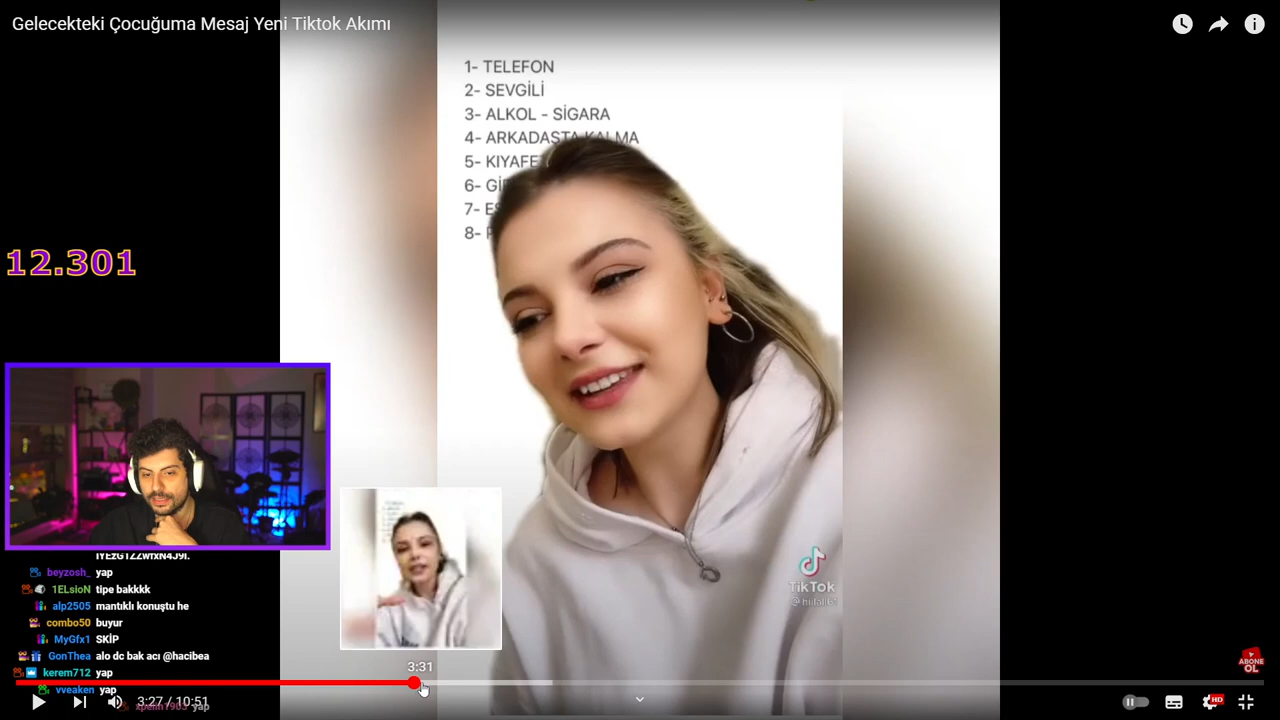 Gelecekteki Çocuğuma Mesaj Yeni Tiktok Akımı
1- TELEFON
2- SEVGİLİ
3- ALKOL - SİGARA
4- ARKADAŞTA KALMA
5- KIYAFE
6- Gİ
7- ES
8-
12.301
beyzosh_ yap
1ELsioN tipe bakkkk
alp2505 mantıklı konuştu he
combo50 buyur
MyGfx1 SKİP
GonThea alo dc bak acı @hacibea
kerem712 yap
vveaken yap
yap
TikTok
3:31
3:27 / 10:51
ABONE
OL
HD